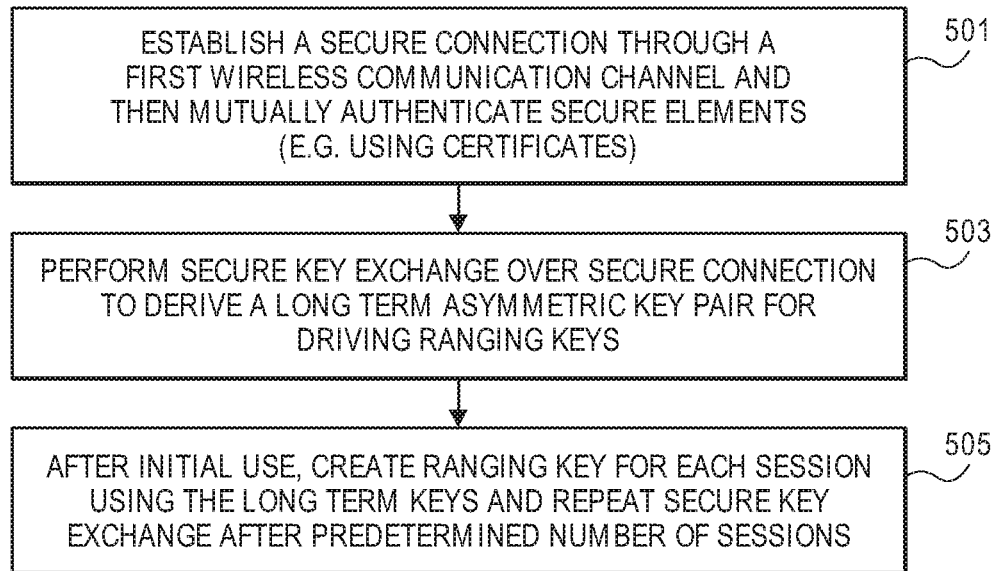 ESTABLISH A SECURE CONNECTION THROUGH A
FIRST WIRELESS COMMUNICATION CHANNEL AND
THEN MUTUALLY AUTHENTICATE SECURE ELEMENTS
(E.G. USING CERTIFICATES)
501
PERFORM SECURE KEY EXCHANGE OVER SECURE CONNECTION
TO DERIVE A LONG TERM ASYMMETRIC KEY PAIR FOR
DRIVING RANGING KEYS
503
AFTER INITIAL USE, CREATE RANGING KEY FOR EACH SESSION
USING THE LONG TERM KEYS AND REPEAT SECURE KEY
EXCHANGE AFTER PREDETERMINED NUMBER OF SESSIONS
505